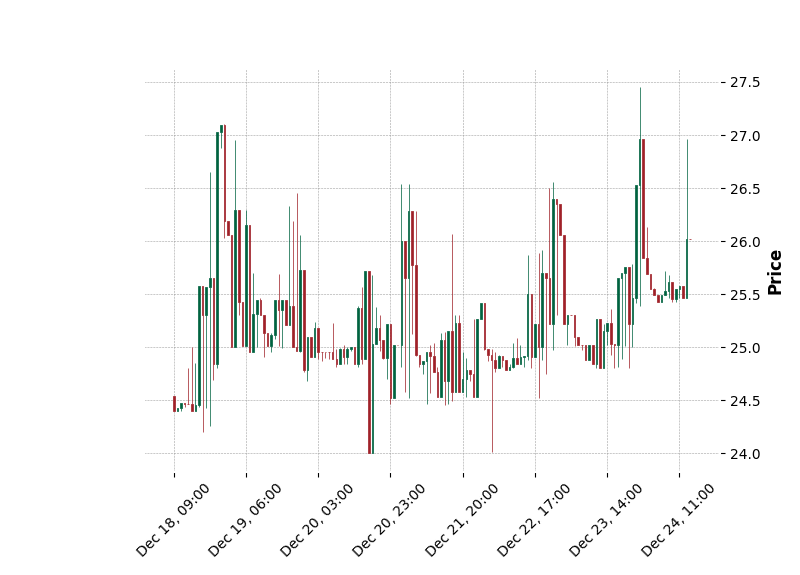 27.5
27.0
26.5
26.0
25.5
25.0
24.5
24.0
Price
Dec 18, 09:00
Dec 19, 06:00
Dec 20, 03:00
Dec 20, 23:00
Dec 21, 20:00
Dec 22, 17:00
Dec 23, 14:00
Dec 24, 11:00